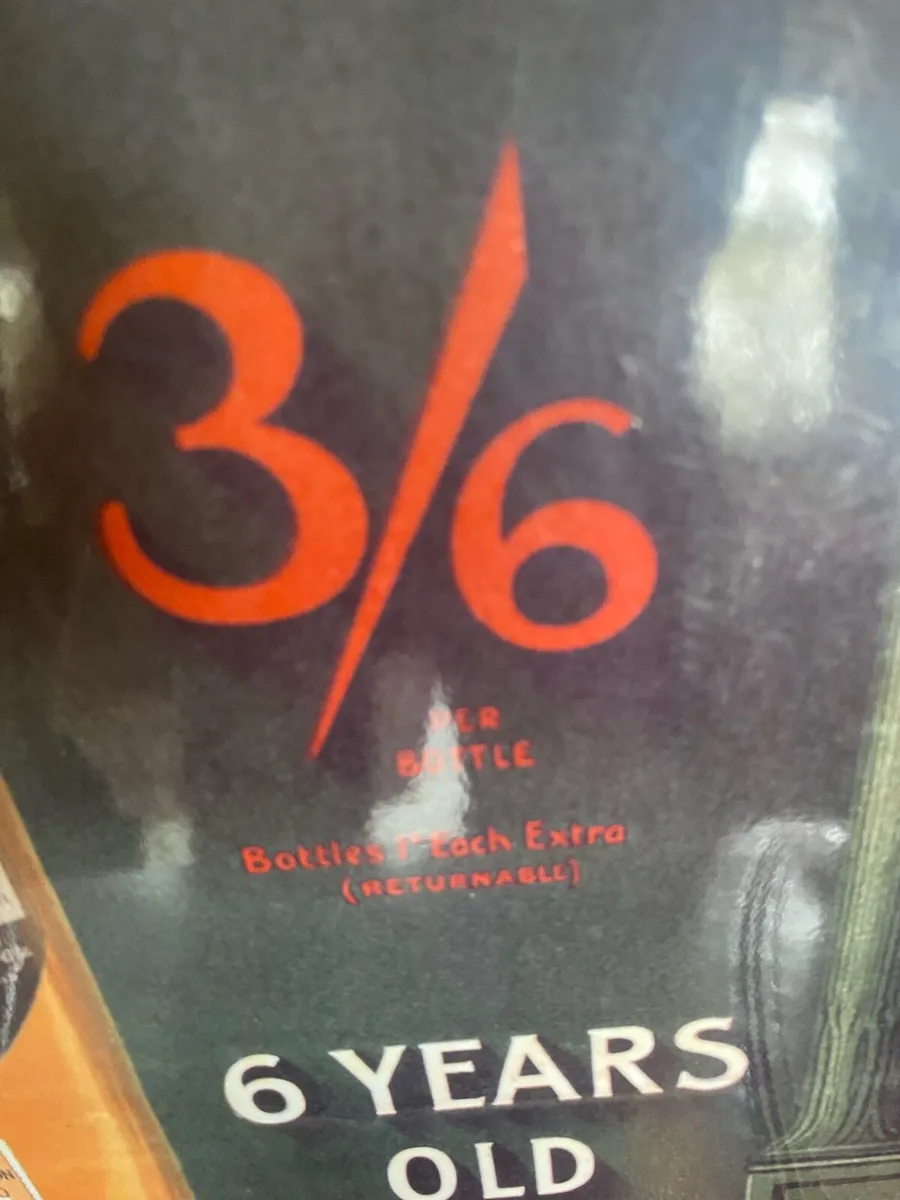 3/6
PER
BOTTLE
Bottles 1ᴰ Each Extra
(RETURNABLE)
6 YEARS
OLD